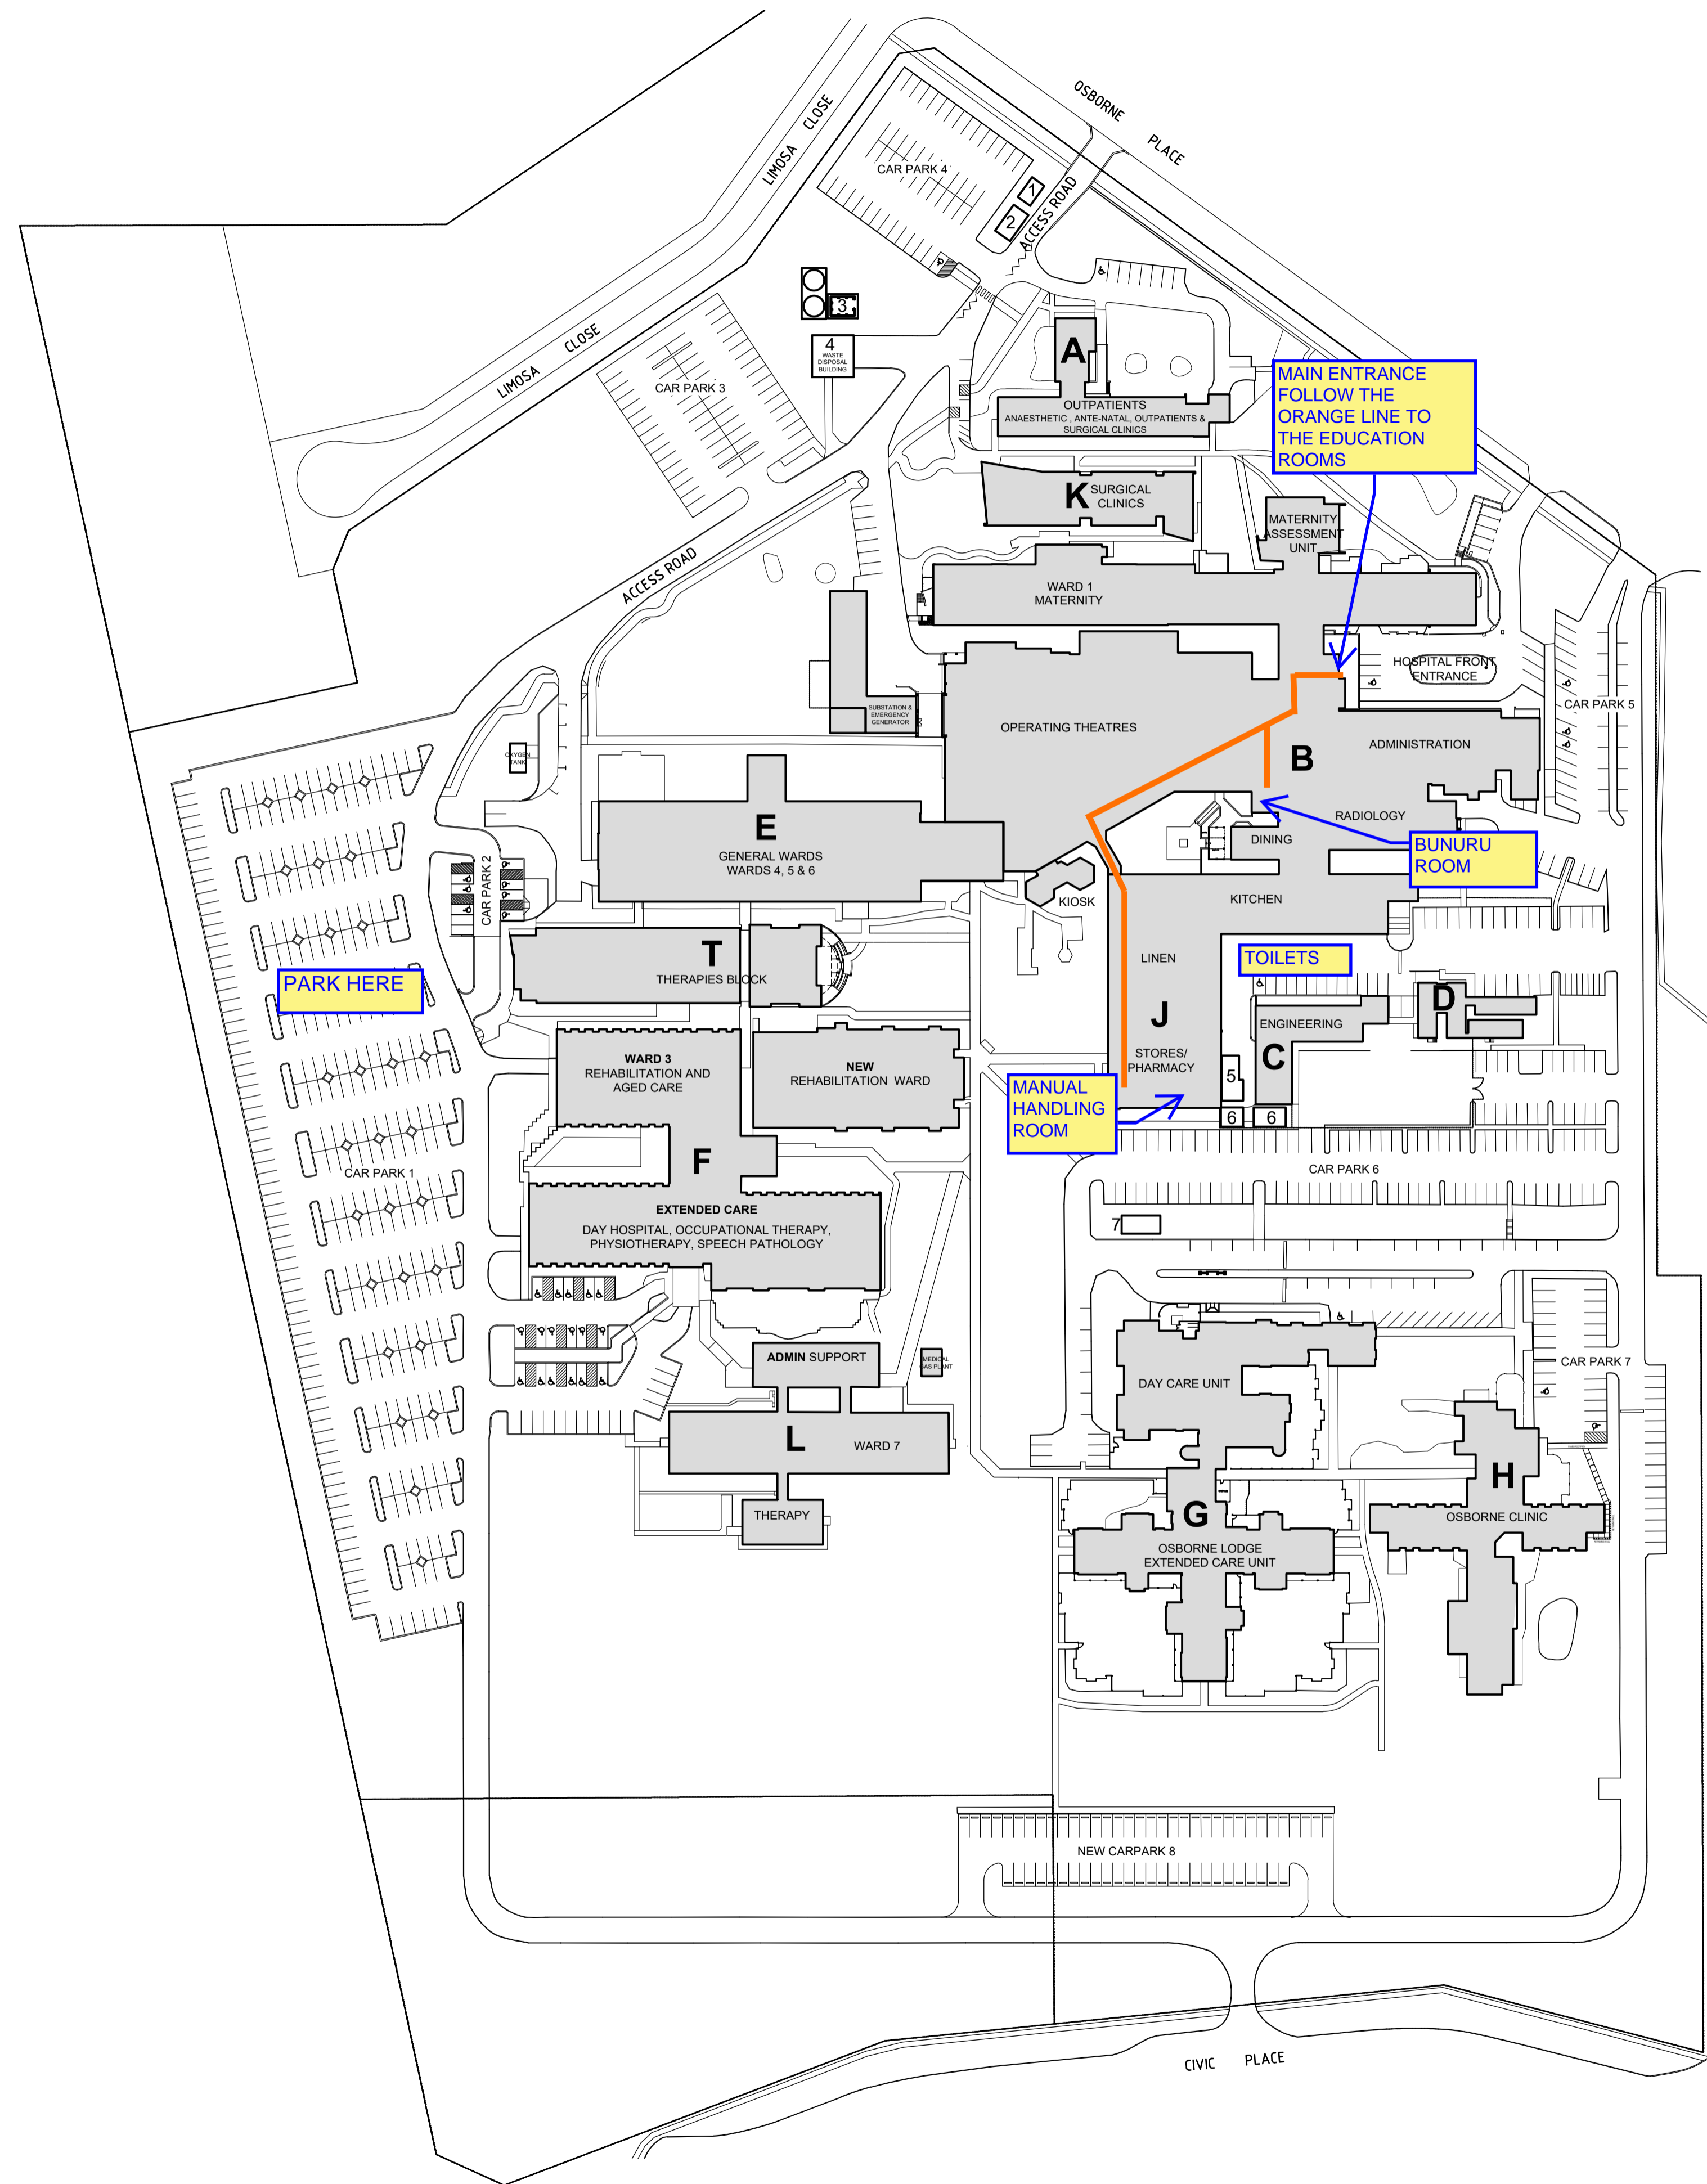 OSBORNE PLACE
LIMOSA CLOSE
CAR PARK 4
1
2
ACCESS ROAD
3
4
WASTE
DISPOSAL
BUILDING
LIMOSA CLOSE
CAR PARK 3
A
OUTPATIENTS
ANAESTHETIC , ANTE-NATAL, OUTPATIENTS &
SURGICAL CLINICS
MAIN ENTRANCE
FOLLOW THE
ORANGE LINE TO
THE EDUCATION
ROOMS
K
SURGICAL
CLINICS
MATERNITY
ASSESSMENT
UNIT
ACCESS ROAD
WARD 1
MATERNITY
HOSPITAL FRONT
ENTRANCE
CAR PARK 5
SUBSTATION &
EMERGENCY
GENERATOR
OPERATING THEATRES
ADMINISTRATION
B
OXYGEN
TANK
E
GENERAL WARDS
WARDS 4, 5 & 6
RADIOLOGY
DINING
BUNURU
ROOM
CAR PARK 2
KIOSK
KITCHEN
T
THERAPIES BLOCK
LINEN
TOILETS
PARK HERE
D
J
ENGINEERING
C
WARD 3
REHABILITATION AND
AGED CARE
NEW
REHABILITATION WARD
STORES/
PHARMACY
5
MANUAL
HANDLING
ROOM
6
6
F
CAR PARK 1
CAR PARK 6
EXTENDED CARE
DAY HOSPITAL, OCCUPATIONAL THERAPY,
PHYSIOTHERAPY, SPEECH PATHOLOGY
7
ADMIN SUPPORT
MEDICAL
GAS PLANT
DAY CARE UNIT
CAR PARK 7
L
WARD 7
H
THERAPY
G
OSBORNE CLINIC
OSBORNE LODGE
EXTENDED CARE UNIT
NEW CARPARK 8
CIVIC PLACE